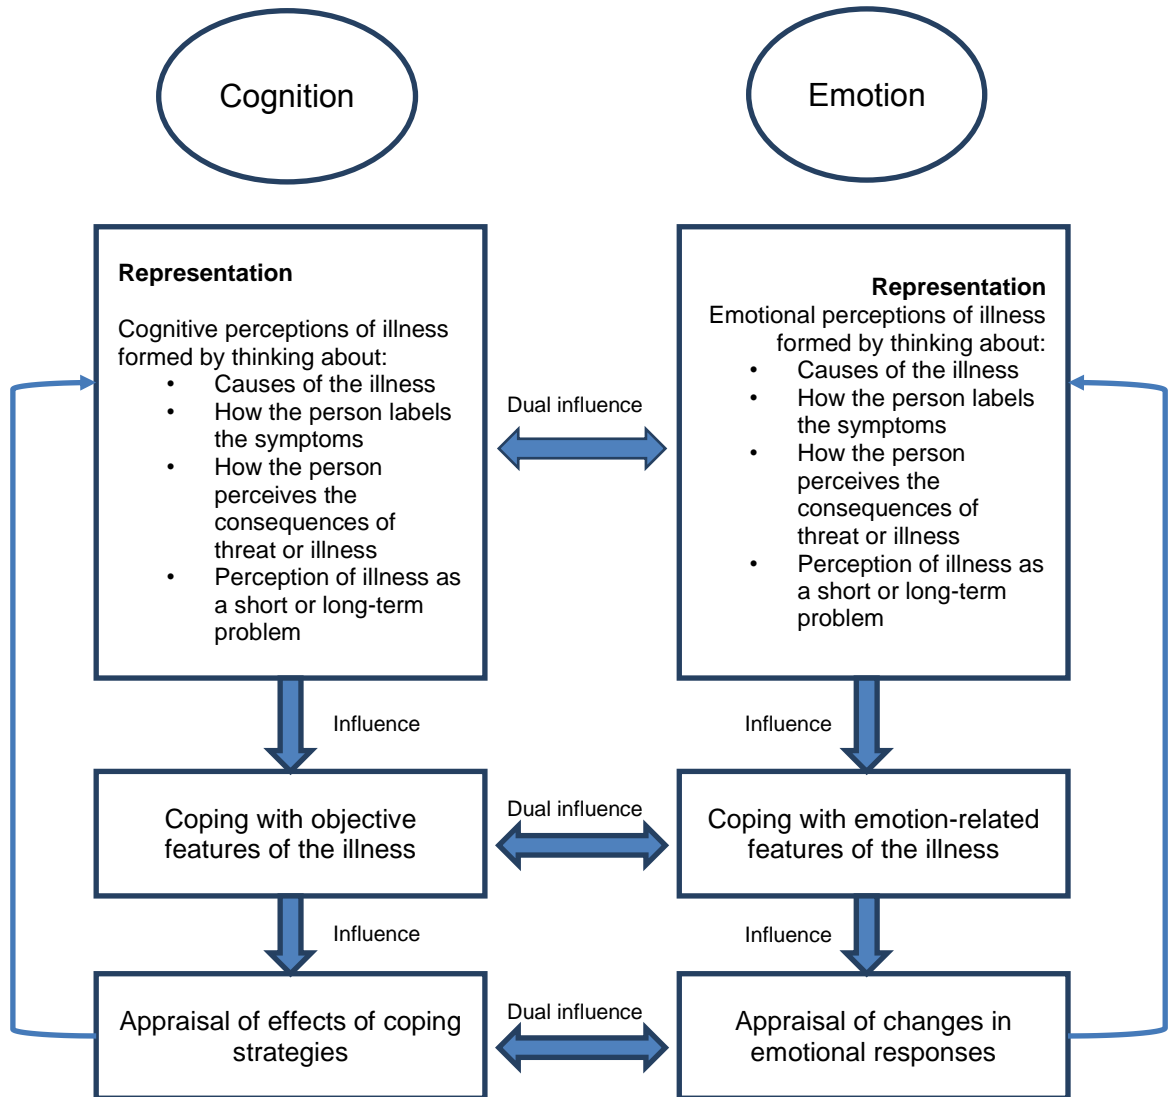 Cognition
Emotion
Representation
Cognitive perceptions of illness
formed by thinking about:
• Causes of the illness
• How the person labels
the symptoms
• How the person
perceives the
consequences of
threat or illness
• Perception of illness as
a short or long-term
problem
Dual influence
Representation
Emotional perceptions of illness
formed by thinking about:
• Causes of the illness
• How the person labels
the symptoms
• How the person
perceives the
consequences of
threat or illness
• Perception of illness as
a short or long-term
problem
Influence
Influence
Coping with objective
features of the illness
Dual influence
Coping with emotion-related
features of the illness
Influence
Influence
Appraisal of effects of coping
strategies
Dual influence
Appraisal of changes in
emotional responses